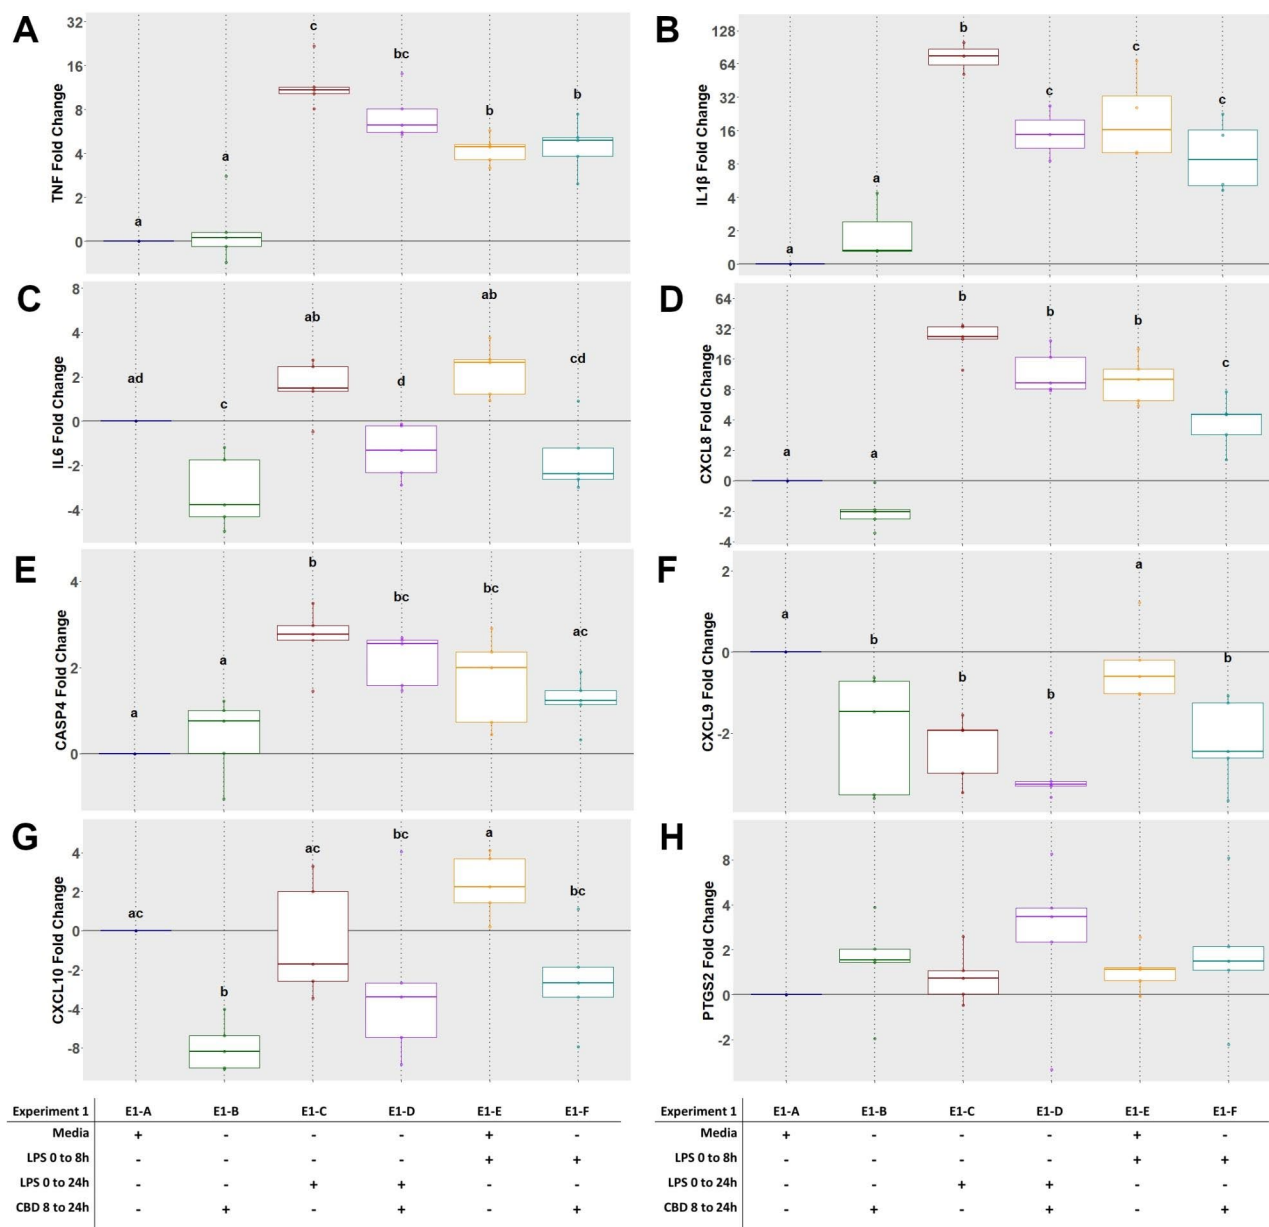 A
TNF Fold Change
32
16
8
4
2
0
a
a
c
bc
b
b
B
IL1β Fold Change
128
64
32
16
8
4
2
0
a
a
b
c
c
c
C
IL6 Fold Change
8
4
2
0
-2
-4
ad
c
ab
d
ab
cd
D
CXCL8 Fold Change
64
32
16
8
4
2
0
-2
-4
a
a
b
b
b
c
E
CASP4 Fold Change
4
2
0
a
a
b
bc
bc
ac
F
CXCL9 Fold Change
2
0
-2
a
b
b
b
a
b
G
CXCL10 Fold Change
4
2
0
-2
-4
-8
ac
b
ac
bc
a
bc
H
PTGS2 Fold Change
8
4
2
0
-2
Experiment 1 E1-A E1-B E1-C E1-D E1-E E1-F
Media + - - - + -
LPS 0 to 8h - - - - + +
LPS 0 to 24h - - + + - -
CBD 8 to 24h - + - + - +
Experiment 1 E1-A E1-B E1-C E1-D E1-E E1-F
Media + - - - + -
LPS 0 to 8h - - - - + +
LPS 0 to 24h - - + + - -
CBD 8 to 24h - + - + - +